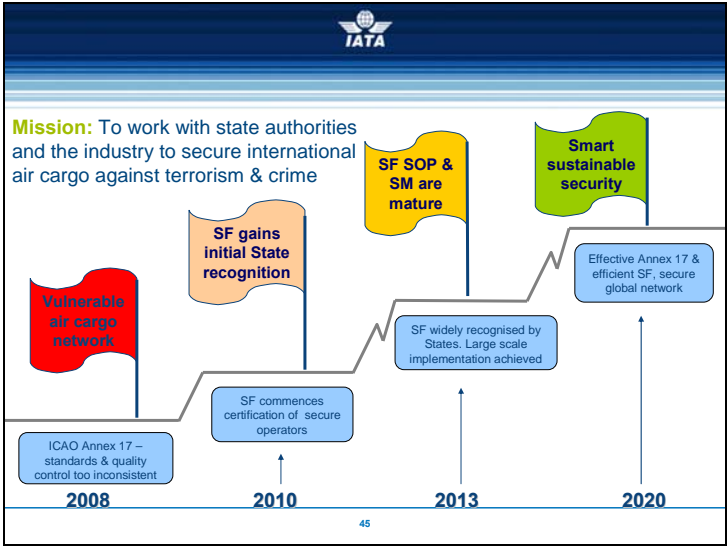 IATA
Mission: To work with state authorities
and the industry to secure international
air cargo against terrorism & crime
Vulnerable
air cargo
network
SF gains
initial State
recognition
SF SOP &
SM are
mature
Smart
sustainable
security
ICAO Annex 17 –
standards & quality
control too inconsistent
SF commences
certification of secure
operators
SF widely recognised by
States. Large scale
implementation achieved
Effective Annex 17 &
efficient SF, secure
global network
2008
2010
2013
2020
45